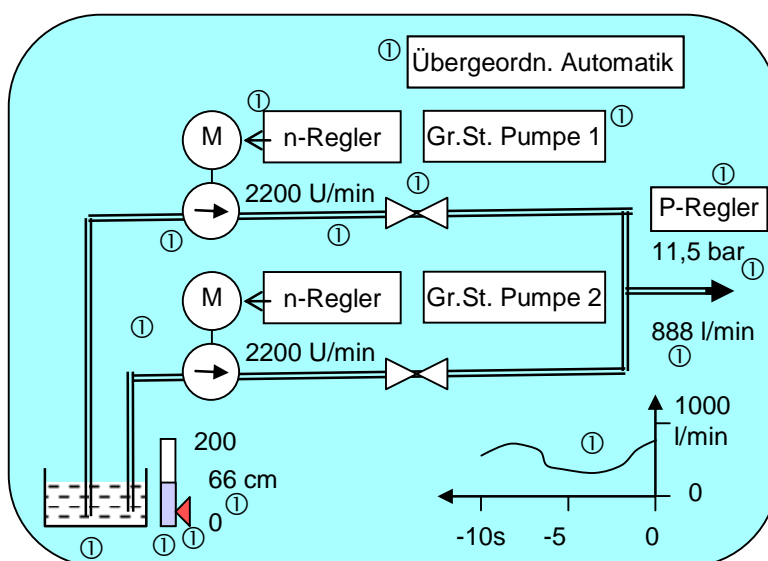 ① Übergeordn. Automatik
①
M n-Regler Gr.St. Pumpe 1 ①
①
2200 U/min ① P-Regler
① ① 11,5 bar
①
M n-Regler Gr.St. Pumpe 2
① 2200 U/min 888 l/min
①
200 1000
① l/min
66 cm
①
0 0
① ① ① -10s -5 0